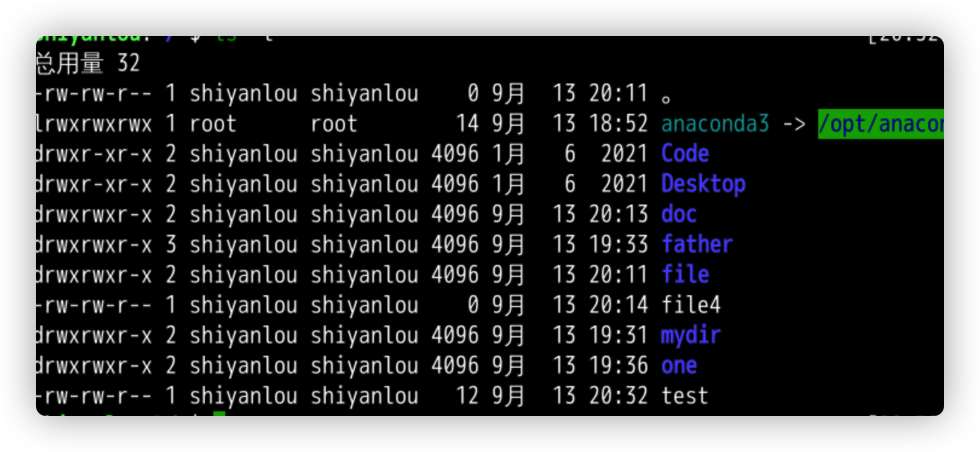 shiyanlou: / $ ls -l [20:32
总用量 32
-rw-rw-r-- 1 shiyanlou shiyanlou 0 9月 13 20:11 。
lrwxrwxrwx 1 root root 14 9月 13 18:52 anaconda3 -> /opt/anacon
drwxr-xr-x 2 shiyanlou shiyanlou 4096 1月 6 2021 Code
drwxr-xr-x 2 shiyanlou shiyanlou 4096 1月 6 2021 Desktop
drwxrwxr-x 2 shiyanlou shiyanlou 4096 9月 13 20:13 doc
drwxrwxr-x 3 shiyanlou shiyanlou 4096 9月 13 19:33 father
drwxrwxr-x 2 shiyanlou shiyanlou 4096 9月 13 20:11 file
-rw-rw-r-- 1 shiyanlou shiyanlou 0 9月 13 20:14 file4
drwxrwxr-x 2 shiyanlou shiyanlou 4096 9月 13 19:31 mydir
drwxrwxr-x 2 shiyanlou shiyanlou 4096 9月 13 19:36 one
-rw-rw-r-- 1 shiyanlou shiyanlou 12 9月 13 20:32 test